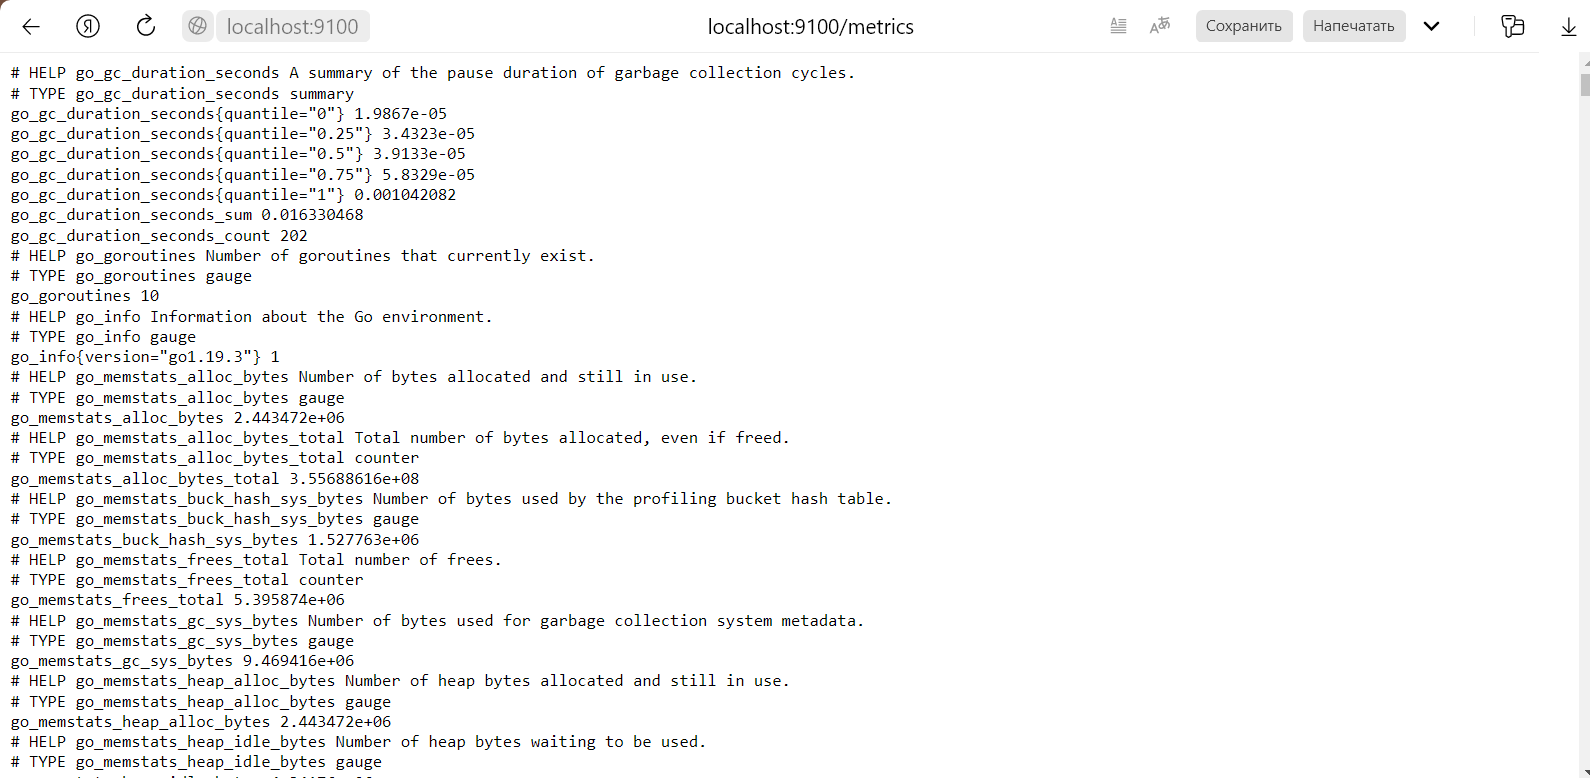 Я localhost:9100 localhost:9100/metrics Сохранить Напечатать
# HELP go_gc_duration_seconds A summary of the pause duration of garbage collection cycles.
# TYPE go_gc_duration_seconds summary
go_gc_duration_seconds{quantile="0"} 1.9867e-05
go_gc_duration_seconds{quantile="0.25"} 3.4323e-05
go_gc_duration_seconds{quantile="0.5"} 3.9133e-05
go_gc_duration_seconds{quantile="0.75"} 5.8329e-05
go_gc_duration_seconds{quantile="1"} 0.001042082
go_gc_duration_seconds_sum 0.016330468
go_gc_duration_seconds_count 202
# HELP go_goroutines Number of goroutines that currently exist.
# TYPE go_goroutines gauge
go_goroutines 10
# HELP go_info Information about the Go environment.
# TYPE go_info gauge
go_info{version="go1.19.3"} 1
# HELP go_memstats_alloc_bytes Number of bytes allocated and still in use.
# TYPE go_memstats_alloc_bytes gauge
go_memstats_alloc_bytes 2.443472e+06
# HELP go_memstats_alloc_bytes_total Total number of bytes allocated, even if freed.
# TYPE go_memstats_alloc_bytes_total counter
go_memstats_alloc_bytes_total 3.55688616e+08
# HELP go_memstats_buck_hash_sys_bytes Number of bytes used by the profiling bucket hash table.
# TYPE go_memstats_buck_hash_sys_bytes gauge
go_memstats_buck_hash_sys_bytes 1.527763e+06
# HELP go_memstats_frees_total Total number of frees.
# TYPE go_memstats_frees_total counter
go_memstats_frees_total 5.395874e+06
# HELP go_memstats_gc_sys_bytes Number of bytes used for garbage collection system metadata.
# TYPE go_memstats_gc_sys_bytes gauge
go_memstats_gc_sys_bytes 9.469416e+06
# HELP go_memstats_heap_alloc_bytes Number of heap bytes allocated and still in use.
# TYPE go_memstats_heap_alloc_bytes gauge
go_memstats_heap_alloc_bytes 2.443472e+06
# HELP go_memstats_heap_idle_bytes Number of heap bytes waiting to be used.
# TYPE go_memstats_heap_idle_bytes gauge